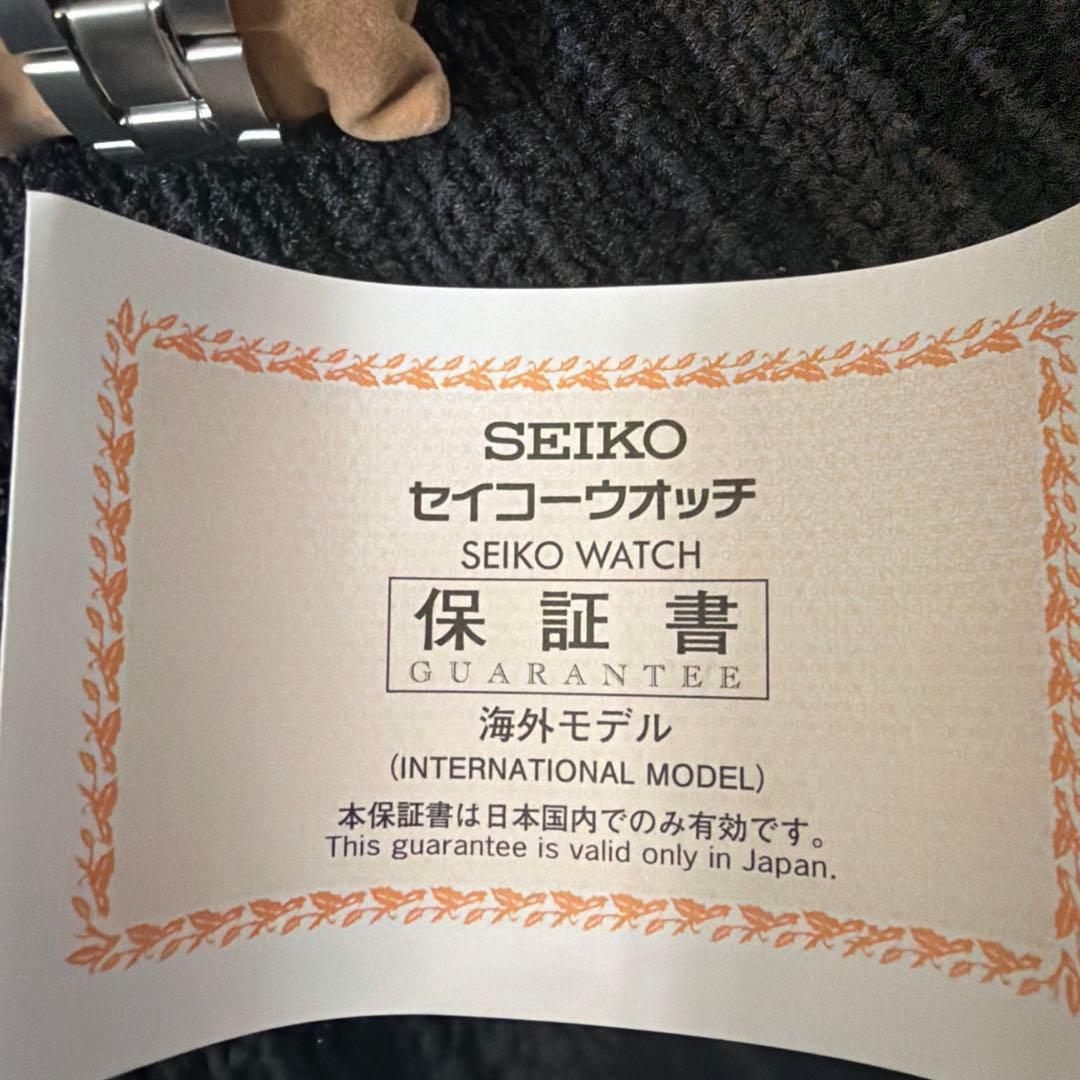 SEIKO
セイコーウオッチ
SEIKO WATCH
保証書
GUARANTEE
海外モデル
(INTERNATIONAL MODEL)
本保証書は日本国内でのみ有効です。
This guarantee is valid only in Japan.